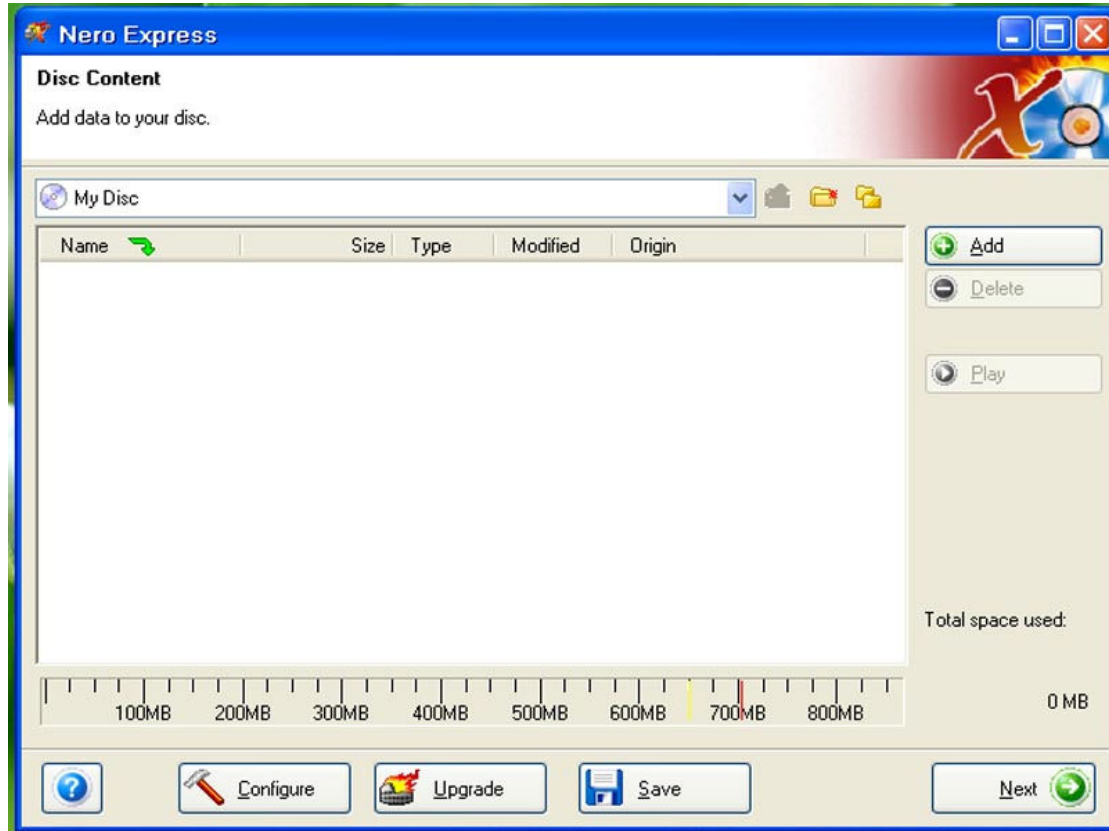 Nero Express
Disc Content
Add data to your disc.
My Disc
Name Size Type Modified Origin
Add
Delete
Play
Total space used:
100MB 200MB 300MB 400MB 500MB 600MB 700MB 800MB
0 MB
? Configure Upgrade Save Next